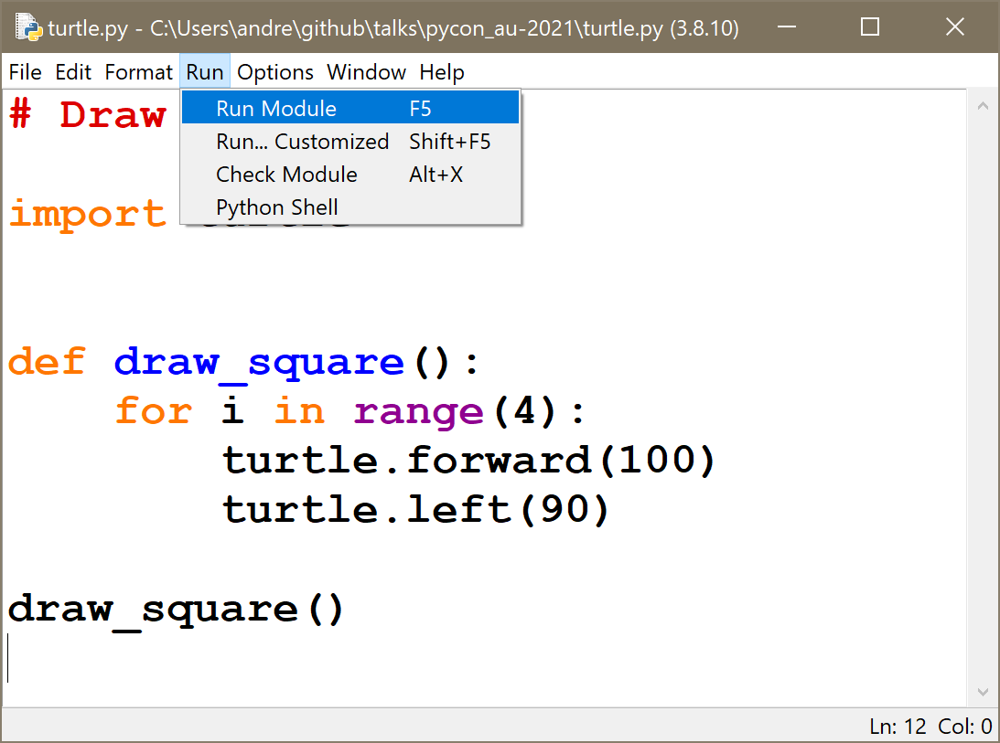 turtle.py - C:\Users\andre\github\talks\pycon_au-2021\turtle.py (3.8.10)
File Edit Format Run Options Window Help
# Draw
Run Module F5
Run... Customized Shift+F5
Check Module Alt+X
Python Shell
import
def draw_square():
for i in range(4):
turtle.forward(100)
turtle.left(90)
draw_square()
Ln: 12 Col: 0